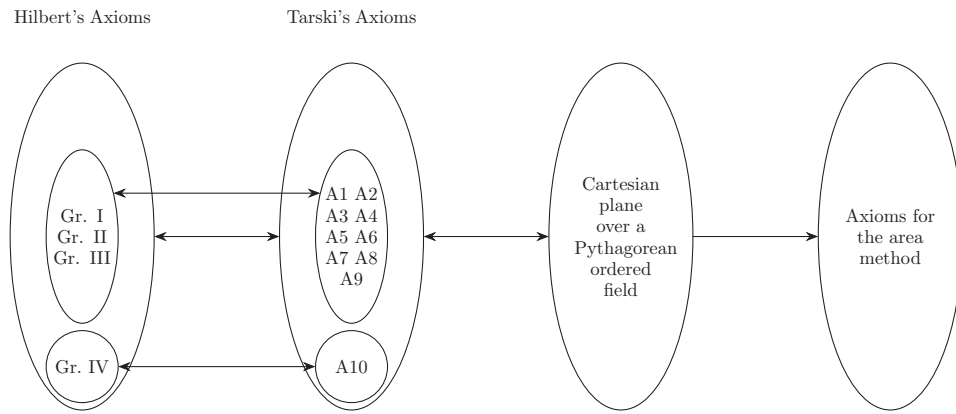 Hilbert's Axioms
Tarski's Axioms
Gr. I
Gr. II
Gr. III
Gr. IV
A1 A2
A3 A4
A5 A6
A7 A8
A9
A10
Cartesian
plane
over a
Pythagorean
ordered
field
Axioms for
the area
method